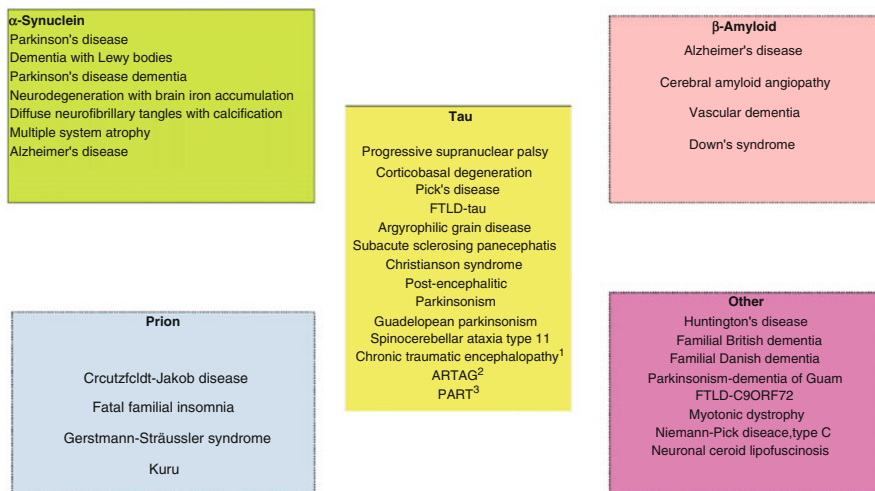 α-Synuclein
Parkinson's disease
Dementia with Lewy bodies
Parkinson's disease dementia
Neurodegeneration with brain iron accumulation
Diffuse neurofibrillary tangles with calcification
Multiple system atrophy
Alzheimer's disease
β-Amyloid
Alzheimer's disease
Cerebral amyloid angiopathy
Vascular dementia
Down's syndrome
Tau
Progressive supranuclear palsy
Corticobasal degeneration
Pick's disease
FTLD-tau
Argyrophilic grain disease
Subacute sclerosing panecephatis
Christianson syndrome
Post-encephalitic
Parkinsonism
Guadelopean parkinsonism
Spinocerebellar ataxia type 11
Chronic traumatic encephalopathy¹
ARTAG²
PART³
Prion
Crcutzfcldt-Jakob disease
Fatal familial insomnia
Gerstmann-Sträussler syndrome
Kuru
Other
Huntington's disease
Familial British dementia
Familial Danish dementia
Parkinsonism-dementia of Guam
FTLD-C9ORF72
Myotonic dystrophy
Niemann-Pick diseace,type C
Neuronal ceroid lipofuscinosis